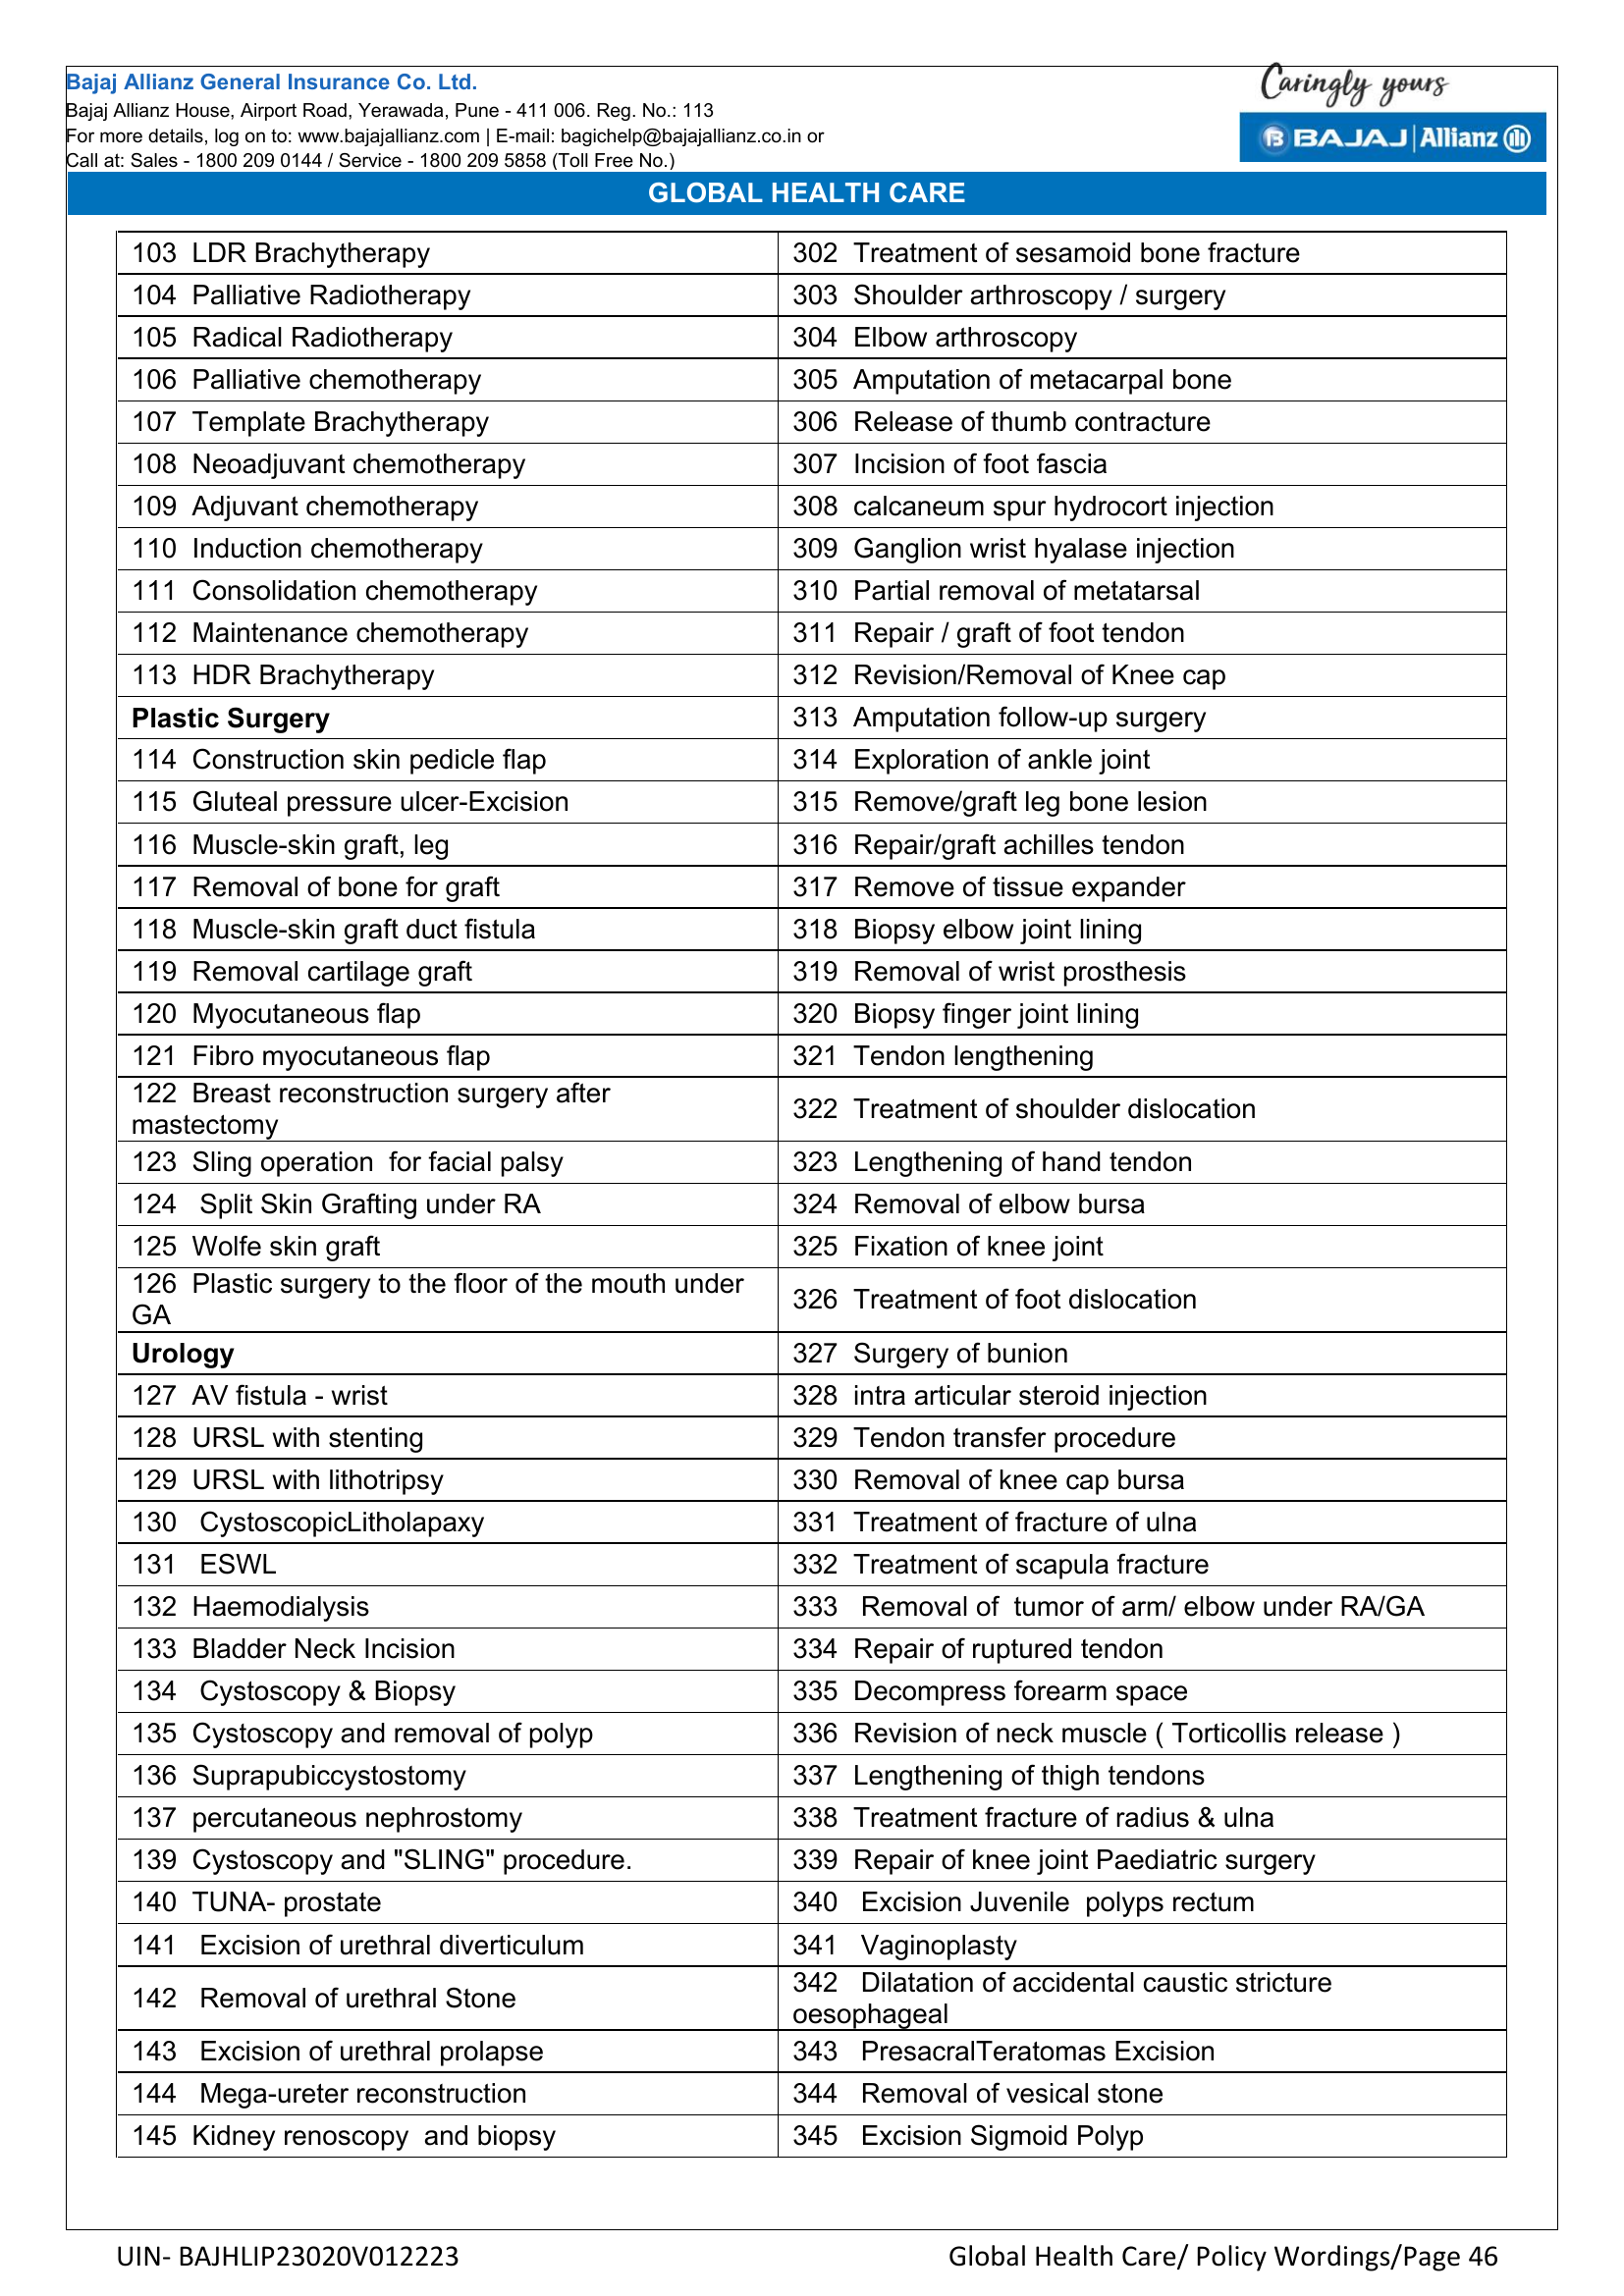 Bajaj Allianz General Insurance Co. Ltd.
Bajaj Allianz House, Airport Road, Yerawada, Pune - 411 006. Reg. No.: 113
For more details, log on to: www.bajajallianz.com | E-mail: bagichelp@bajajallianz.co.in or
Call at: Sales - 1800 209 0144 / Service - 1800 209 5858 (Toll Free No.)
Caringly yours
BAJAJ | Allianz
GLOBAL HEALTH CARE
103 LDR Brachytherapy
302 Treatment of sesamoid bone fracture
104 Palliative Radiotherapy
303 Shoulder arthroscopy / surgery
105 Radical Radiotherapy
304 Elbow arthroscopy
106 Palliative chemotherapy
305 Amputation of metacarpal bone
107 Template Brachytherapy
306 Release of thumb contracture
108 Neoadjuvant chemotherapy
307 Incision of foot fascia
109 Adjuvant chemotherapy
308 calcaneum spur hydrocort injection
110 Induction chemotherapy
309 Ganglion wrist hyalase injection
111 Consolidation chemotherapy
310 Partial removal of metatarsal
112 Maintenance chemotherapy
311 Repair / graft of foot tendon
113 HDR Brachytherapy
312 Revision/Removal of Knee cap
Plastic Surgery
313 Amputation follow-up surgery
114 Construction skin pedicle flap
314 Exploration of ankle joint
115 Gluteal pressure ulcer-Excision
315 Remove/graft leg bone lesion
116 Muscle-skin graft, leg
316 Repair/graft achilles tendon
117 Removal of bone for graft
317 Remove of tissue expander
118 Muscle-skin graft duct fistula
318 Biopsy elbow joint lining
119 Removal cartilage graft
319 Removal of wrist prosthesis
120 Myocutaneous flap
320 Biopsy finger joint lining
121 Fibro myocutaneous flap
321 Tendon lengthening
122 Breast reconstruction surgery after
mastectomy
322 Treatment of shoulder dislocation
123 Sling operation for facial palsy
323 Lengthening of hand tendon
124 Split Skin Grafting under RA
324 Removal of elbow bursa
125 Wolfe skin graft
325 Fixation of knee joint
126 Plastic surgery to the floor of the mouth under
GA
326 Treatment of foot dislocation
Urology
327 Surgery of bunion
127 AV fistula - wrist
328 intra articular steroid injection
128 URSL with stenting
329 Tendon transfer procedure
129 URSL with lithotripsy
330 Removal of knee cap bursa
130 CystoscopicLitholapaxy
331 Treatment of fracture of ulna
131 ESWL
332 Treatment of scapula fracture
132 Haemodialysis
333 Removal of tumor of arm/ elbow under RA/GA
133 Bladder Neck Incision
334 Repair of ruptured tendon
134 Cystoscopy & Biopsy
335 Decompress forearm space
135 Cystoscopy and removal of polyp
336 Revision of neck muscle ( Torticollis release )
136 Suprapubiccystostomy
337 Lengthening of thigh tendons
137 percutaneous nephrostomy
338 Treatment fracture of radius & ulna
139 Cystoscopy and "SLING" procedure.
339 Repair of knee joint Paediatric surgery
140 TUNA- prostate
340 Excision Juvenile polyps rectum
141 Excision of urethral diverticulum
341 Vaginoplasty
142 Removal of urethral Stone
342 Dilatation of accidental caustic stricture
oesophageal
143 Excision of urethral prolapse
343 PresacralTeratomas Excision
144 Mega-ureter reconstruction
344 Removal of vesical stone
145 Kidney renoscopy and biopsy
345 Excision Sigmoid Polyp
UIN- BAJHLIP23020V012223
Global Health Care/ Policy Wordings/Page 46